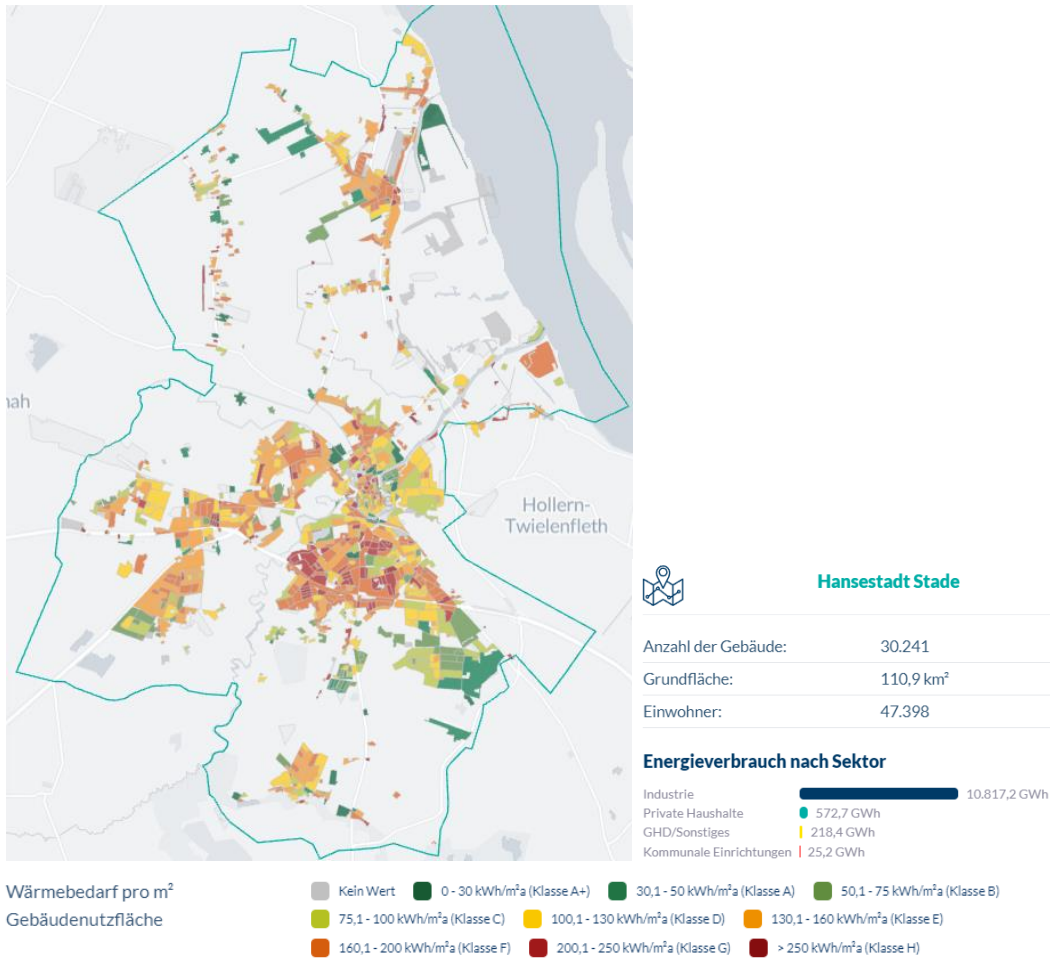 nah
Hollern-
Twielenfleth
Hansestadt Stade
Anzahl der Gebäude: 30.241
Grundfläche: 110,9 km²
Einwohner: 47.398
Energieverbrauch nach Sektor
Industrie 10.817,2 GWh
Private Haushalte 572,7 GWh
GHD/Sonstiges 218,4 GWh
Kommunale Einrichtungen 25,2 GWh
Wärmebedarf pro m²
Gebäudenutzfläche
Kein Wert 0 - 30 kWh/m²a (Klasse A+) 30,1 - 50 kWh/m²a (Klasse A) 50,1 - 75 kWh/m²a (Klasse B)
75,1 - 100 kWh/m²a (Klasse C) 100,1 - 130 kWh/m²a (Klasse D) 130,1 - 160 kWh/m²a (Klasse E)
160,1 - 200 kWh/m²a (Klasse F) 200,1 - 250 kWh/m²a (Klasse G) > 250 kWh/m²a (Klasse H)